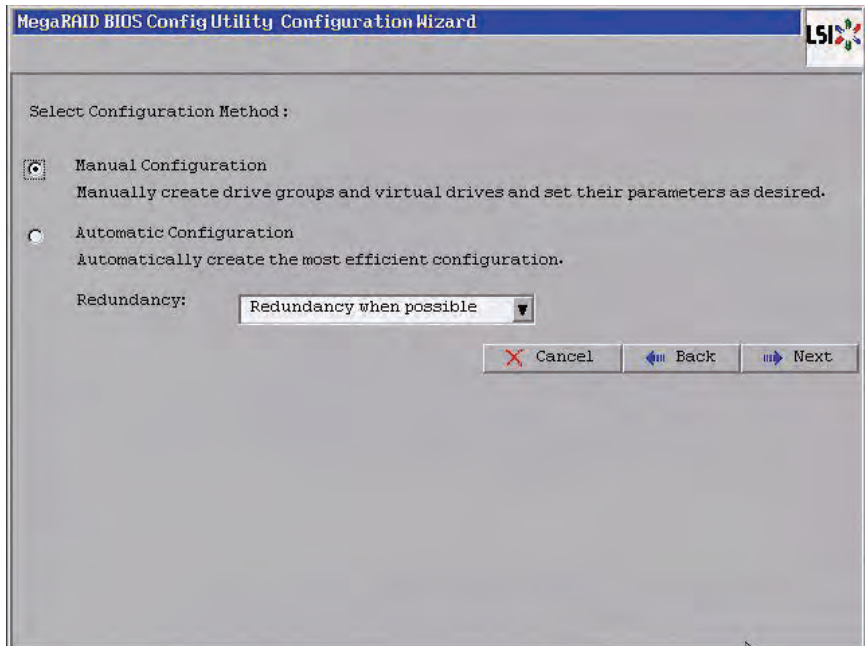 MegaRAID BIOS Config Utility Configuration Wizard
LSI
Select Configuration Method:
Manual Configuration
Manually create drive groups and virtual drives and set their parameters as desired.
Automatic Configuration
Automatically create the most efficient configuration.
Redundancy:
Redundancy when possible
Cancel
Back
Next